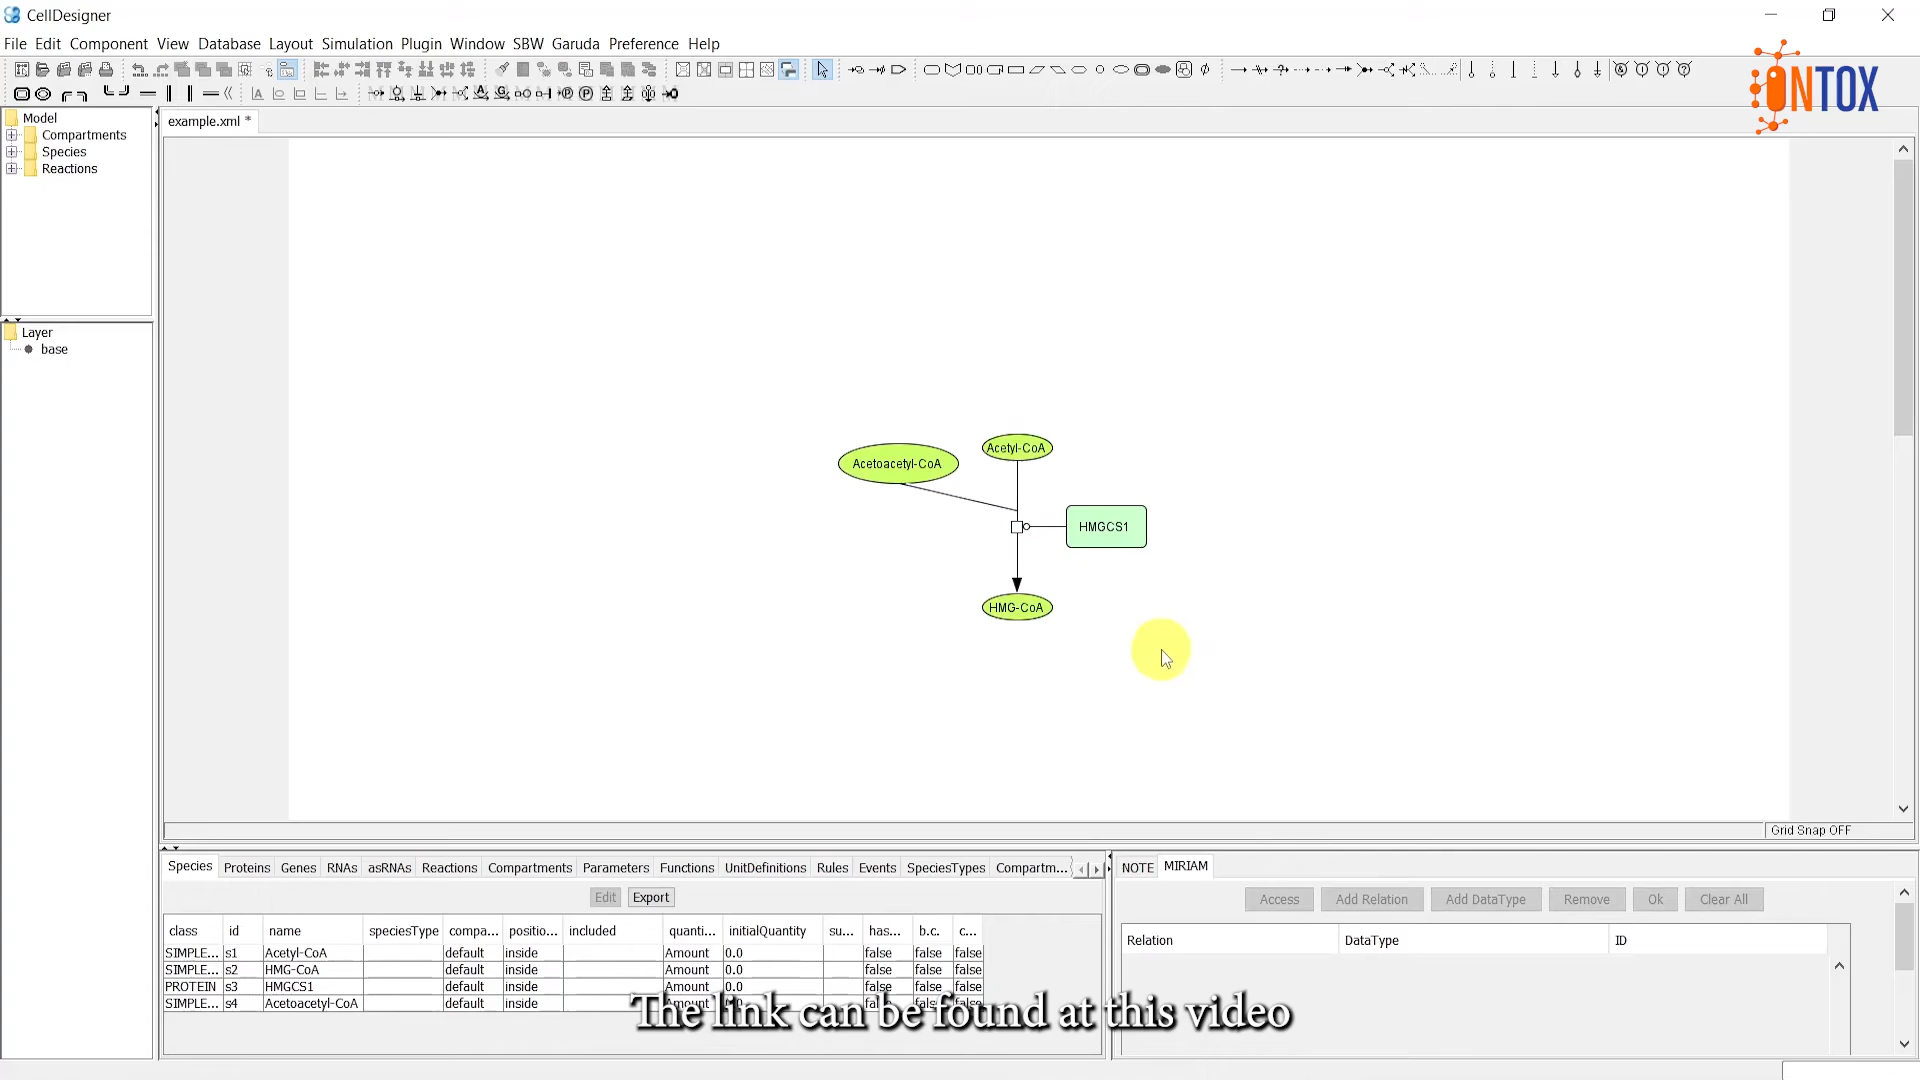 CellDesigner
File Edit Component View Database Layout Simulation Plugin Window SBW Garuda Preference Help
ONTOX
Model
Compartments
Species
Reactions
example.xml *
Layer
base
Acetoacetyl-CoA
Acetyl-CoA
HMGCS1
HMG-CoA
Grid Snap OFF
Species Proteins Genes RNAs asRNAs Reactions Compartments Parameters Functions UnitDefinitions Rules Events SpeciesTypes Compartm...
Edit Export
class id name speciesType compa... positio... included quanti... initialQuantity su... has... b.c. c...
SIMPLE... s1 Acetyl-CoA default inside Amount 0.0 false false false
SIMPLE... s2 HMG-CoA default inside Amount 0.0 false false false
PROTEIN s3 HMGCS1 default inside Amount 0.0 false false false
SIMPLE... s4 Acetoacetyl-CoA default inside Amount 0.0 false false false
NOTE MIRIAM
Access Add Relation Add DataType Remove Ok Clear All
Relation DataType ID
The link can be found at this video